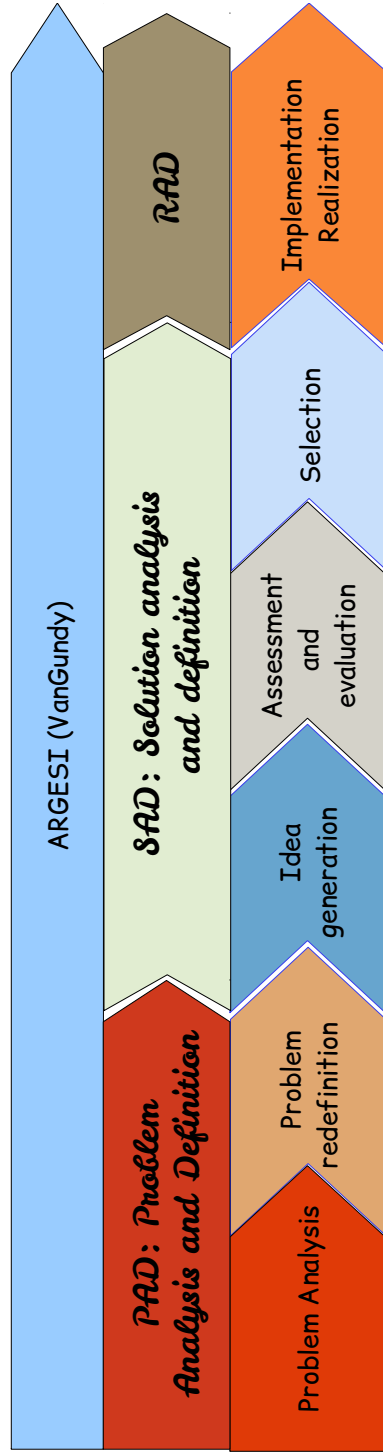 ARGESI (VanGundy)
PAD: Problem
Analysis and Definition
SAD: Solution analysis
and definition
RAD
Problem Analysis
Problem
redefinition
Idea
generation
Assessment
and
evaluation
Selection
Implementation
Realization